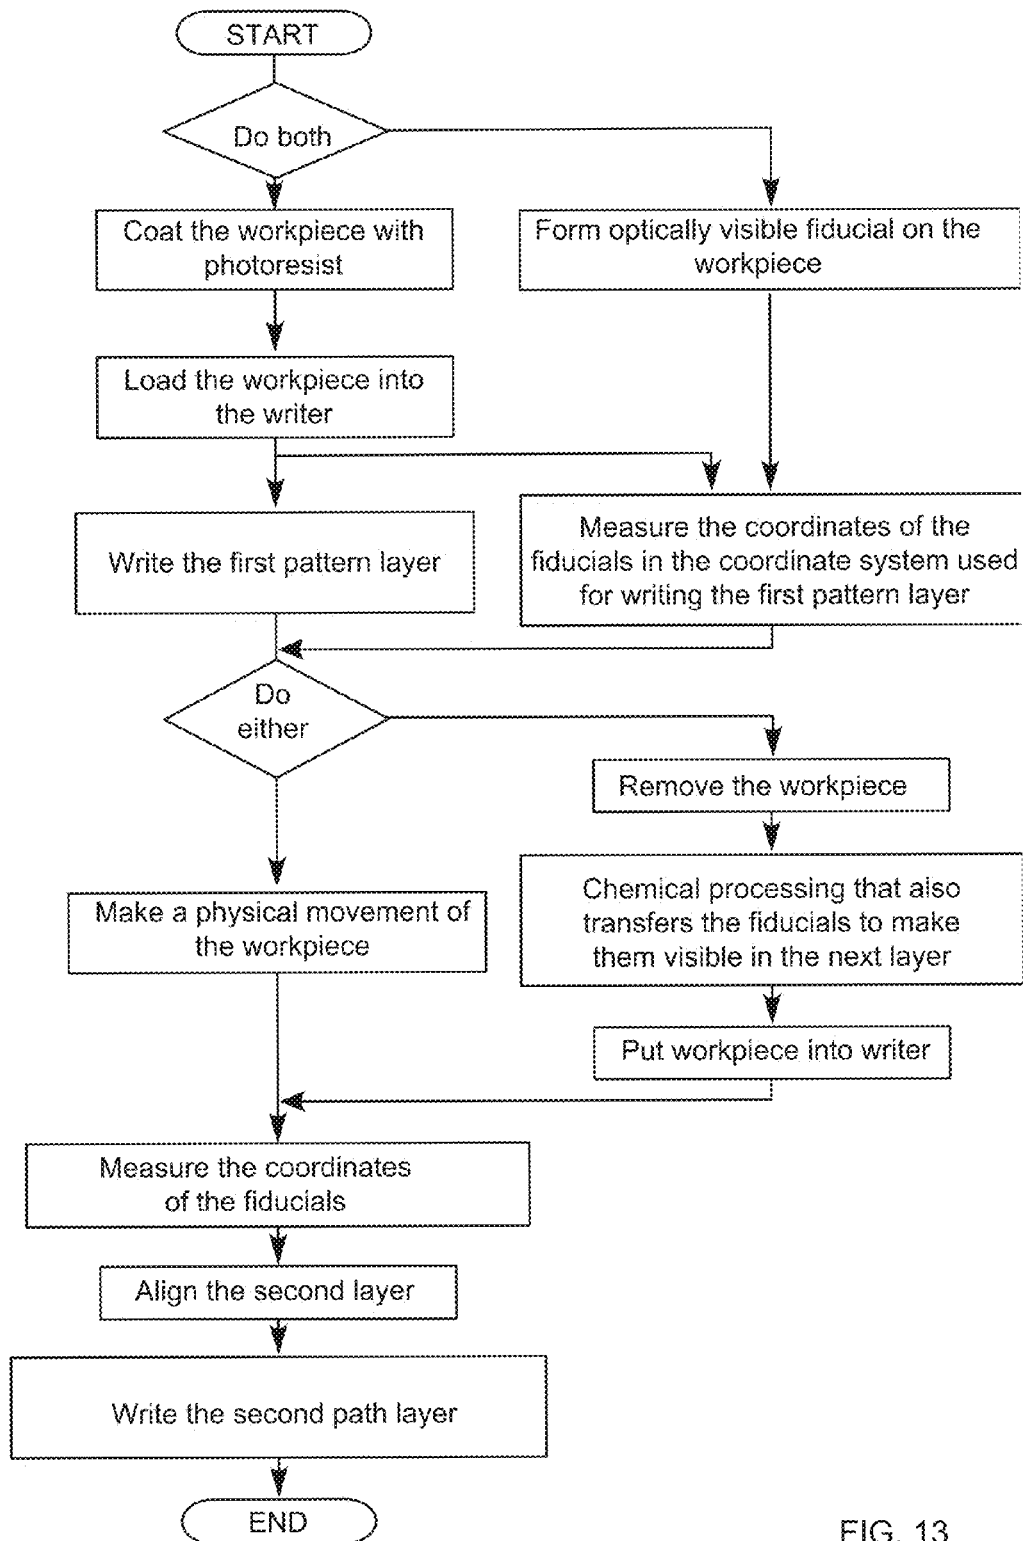 START
Do both
Coat the workpiece with
photoresist
Form optically visible fiducial on the
workpiece
Load the workpiece into
the writer
Write the first pattern layer
Measure the coordinates of the
fiducials in the coordinate system used
for writing the first pattern layer
Do
either
Remove the workpiece
Make a physical movement of
the workpiece
Chemical processing that also
transfers the fiducials to make
them visible in the next layer
Put workpiece into writer
Measure the coordinates
of the fiducials
Align the second layer
Write the second path layer
END
FIG. 13